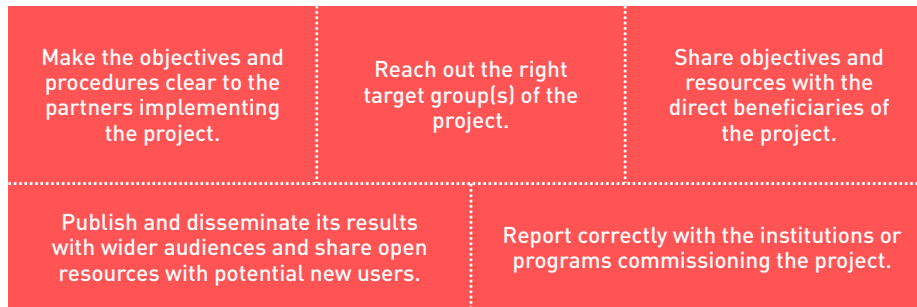 Make the objectives and
procedures clear to the
partners implementing
the project.
Reach out the right
target group(s) of the
project.
Share objectives and
resources with the
direct beneficiaries of
the project.
Publish and disseminate its results
with wider audiences and share open
resources with potential new users.
Report correctly with the institutions or
programs commissioning the project.